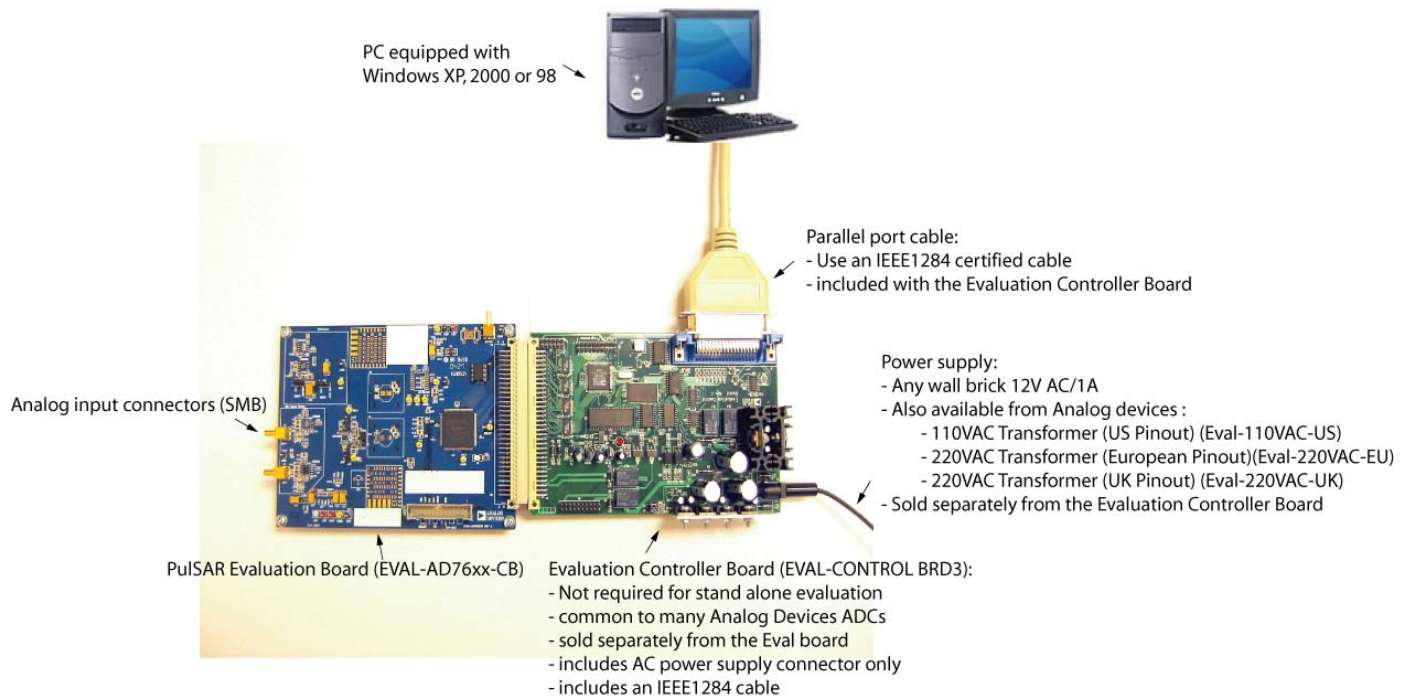 PC equipped with
Windows XP, 2000 or 98
Parallel port cable:
- Use an IEEE1284 certified cable
- included with the Evaluation Controller Board
Power supply:
- Any wall brick 12V AC/1A
- Also available from Analog devices :
- 110VAC Transformer (US Pinout) (Eval-110VAC-US)
- 220VAC Transformer (European Pinout)(Eval-220VAC-EU)
- 220VAC Transformer (UK Pinout) (Eval-220VAC-UK)
- Sold separately from the Evaluation Controller Board
Analog input connectors (SMB)
PulSAR Evaluation Board (EVAL-AD76xx-CB)
Evaluation Controller Board (EVAL-CONTROL BRD3):
- Not required for stand alone evaluation
- common to many Analog Devices ADCs
- sold separately from the Eval board
- includes AC power supply connector only
- includes an IEEE1284 cable
ANALOG
DEVICES